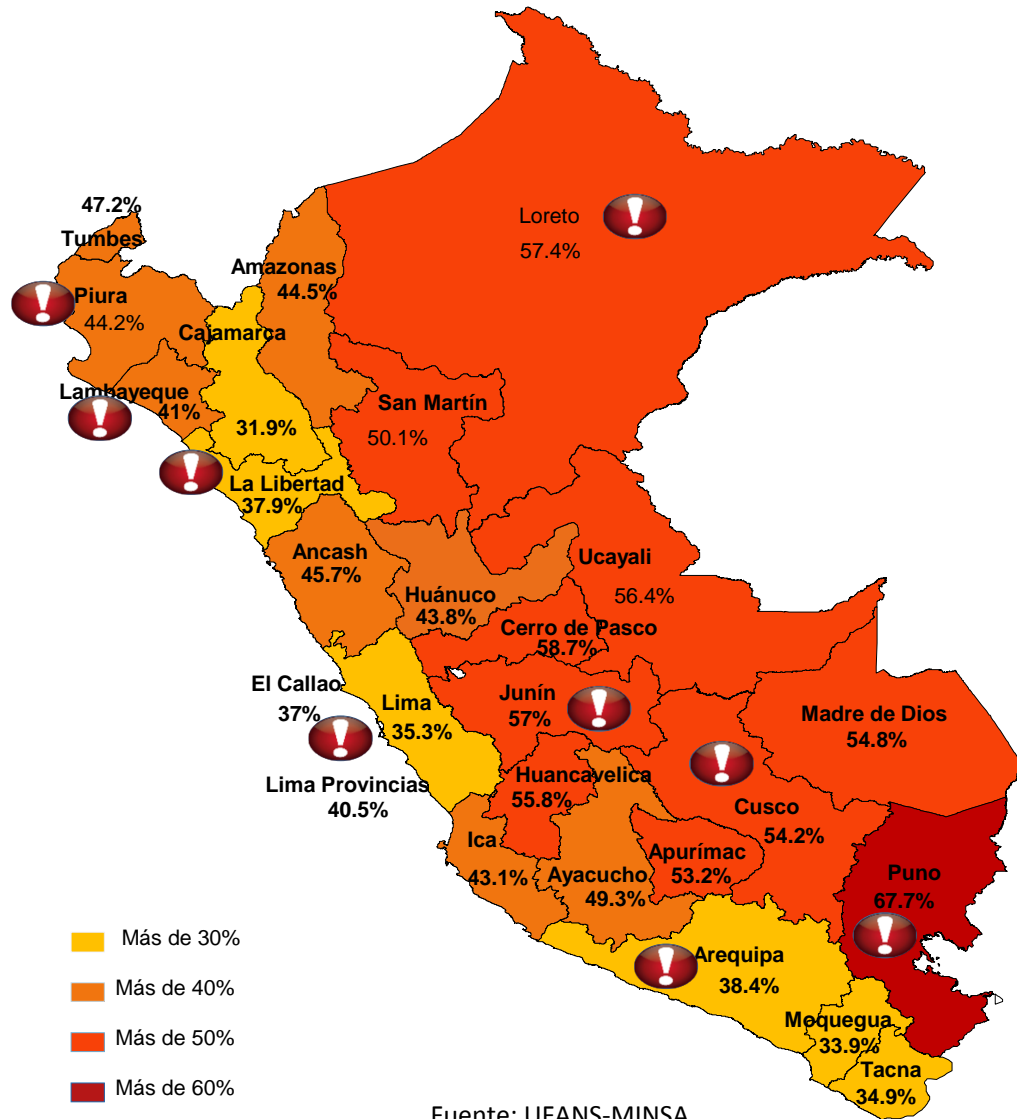 Loreto
57.4%
47.2%
Tumbes
Amazonas
44.5%
Piura
44.2%
Cajamarca
31.9%
Lambayeque
41%
San Martín
50.1%
La Libertad
37.9%
Ancash
45.7%
Huánuco
43.8%
Ucayali
56.4%
Cerro de Pasco
58.7%
El Callao
37%
Lima
35.3%
Junín
57%
Madre de Dios
54.8%
Lima Provincias
40.5%
Huancavelica
55.8%
Cusco
54.2%
Ica
43.1%
Ayacucho
49.3%
Apurímac
53.2%
Puno
67.7%
Arequipa
38.4%
Moquegua
33.9%
Tacna
34.9%
Más de 30%
Más de 40%
Más de 50%
Más de 60%
Fuente: UFANS-MINSA